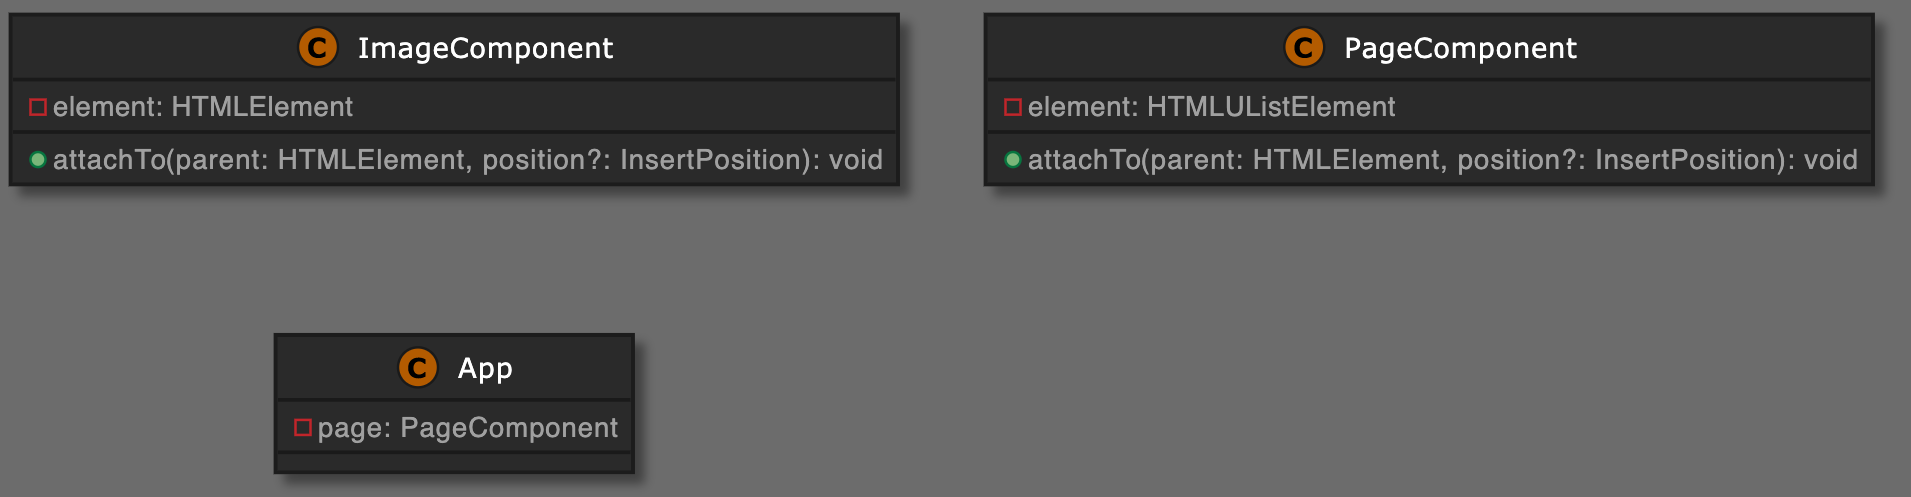 C ImageComponent
element: HTMLElement
attachTo(parent: HTMLElement, position?: InsertPosition): void
C PageComponent
element: HTMLUListElement
attachTo(parent: HTMLElement, position?: InsertPosition): void
C App
page: PageComponent